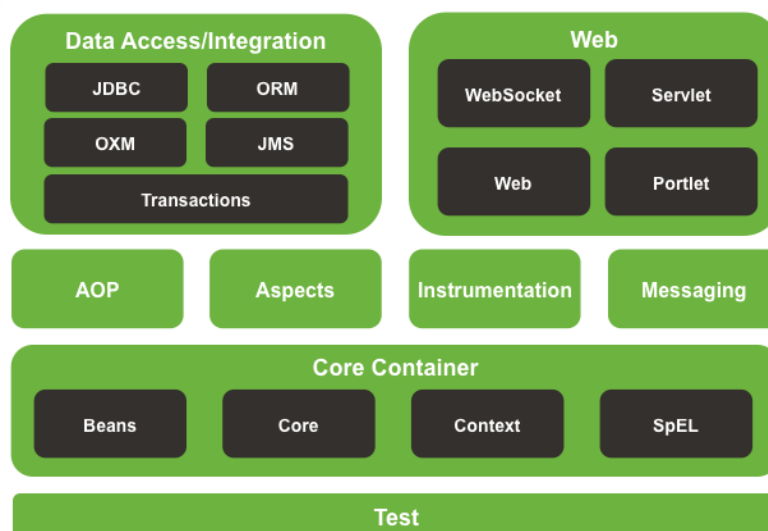 Data Access/Integration
JDBC
ORM
OXM
JMS
Transactions
Web
WebSocket
Servlet
Web
Portlet
AOP
Aspects
Instrumentation
Messaging
Core Container
Beans
Core
Context
SpEL
Test